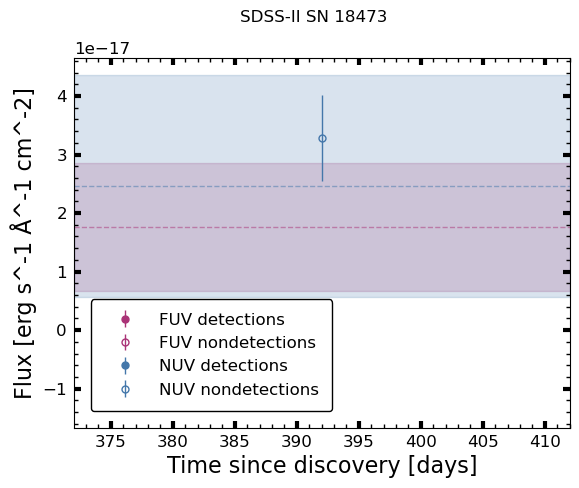 SDSS-II SN 18473
1e−17
Flux [erg s^-1 Å^-1 cm^-2]
4
3
2
1
0
−1
FUV detections
FUV nondetections
NUV detections
NUV nondetections
375 380 385 390 395 400 405 410
Time since discovery [days]